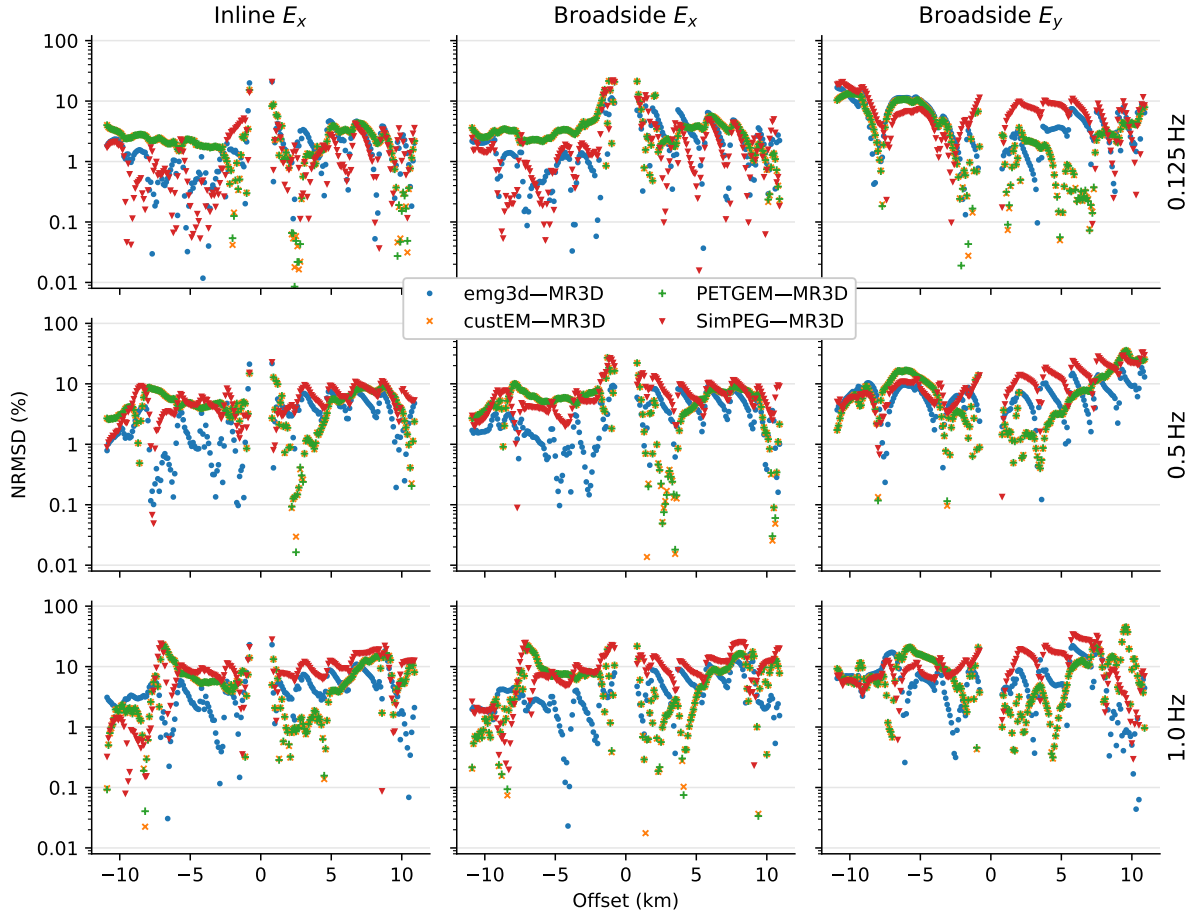 Inline Ex Broadside Ex Broadside Ey
100
10
1
0.1
0.01
0.125 Hz
emg3d—MR3D PETGEM—MR3D
custEM—MR3D SimPEG—MR3D
100
10
1
0.1
0.01
NRMSD (%)
0.5 Hz
100
10
1
0.1
0.01
1.0 Hz
−10 −5 0 5 10 −10 −5 0 5 10 −10 −5 0 5 10
Offset (km)